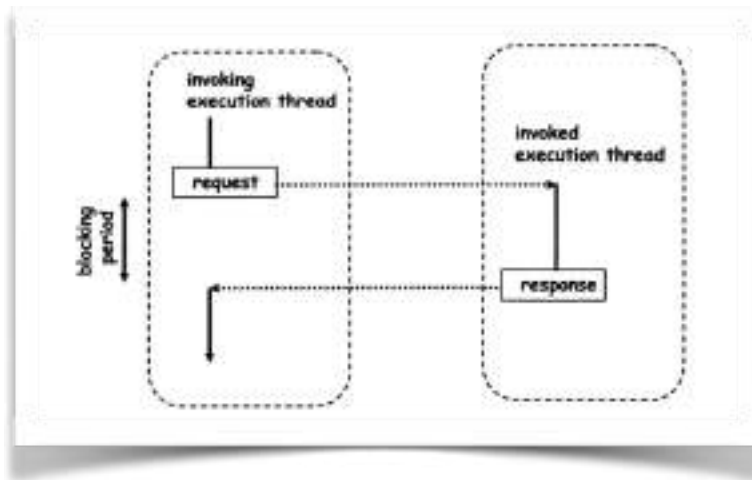 invoking
execution thread
invoked
execution thread
request
blocking
period
response